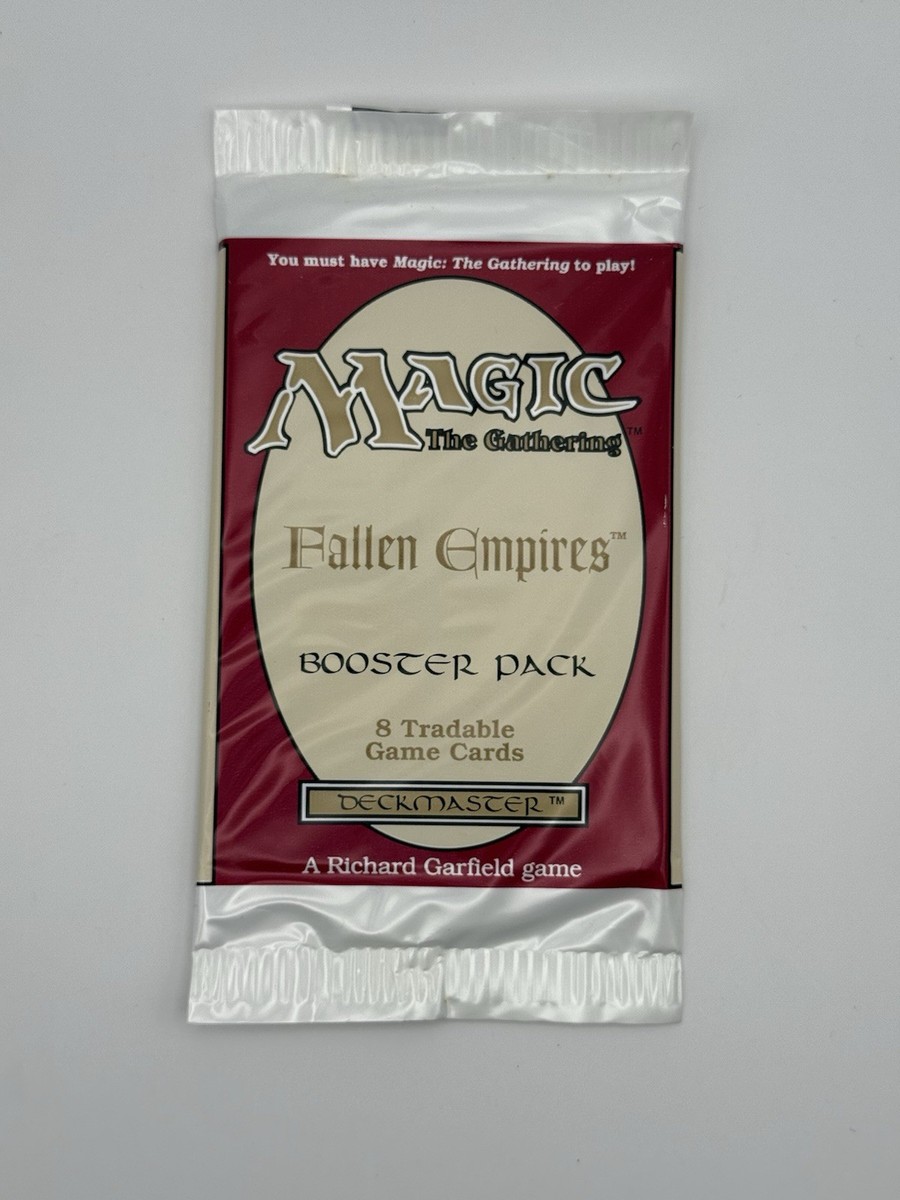 You must have Magic: The Gathering to play!
MAGIC
The Gathering™
Fallen Empires™
BOOSTER PACK
8 Tradable
Game Cards
DECKMASTER™
A Richard Garfield game